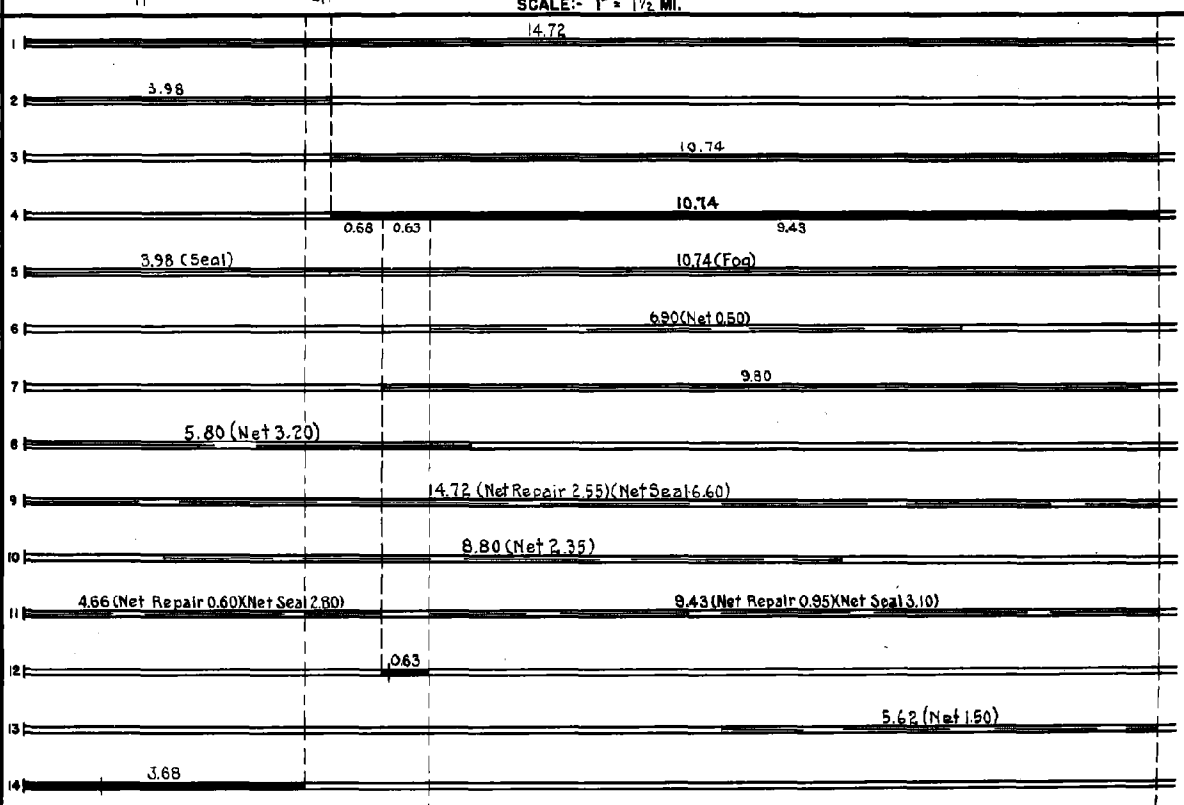 SCALE:- 1" = 1½ MI.
1 14.72
2 3.98
3 10.74
4 10.74
0.68 0.63 9.43
5 3.98 (Seal) 10.74 (Fog)
6 6.90 (Net 0.50)
7 9.80
8 5.80 (Net 3.20)
9 14.72 (Net Repair 2.55)(Net Seal 6.60)
10 8.80 (Net 2.35)
11 4.66 (Net Repair 0.60)(Net Seal 2.80) 9.43 (Net Repair 0.95)(Net Seal 3.10)
12 0.63
13 5.62 (Net 1.50)
14 3.68